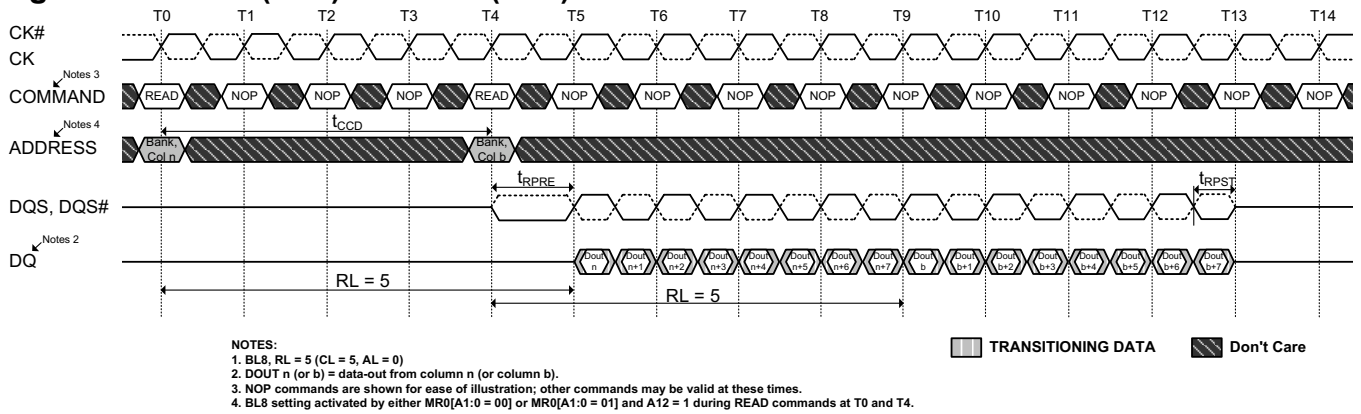 T0 T1 T2 T3 T4 T5 T6 T7 T8 T9 T10 T11 T12 T13 T14
CK#
CK
Notes 3
COMMAND READ NOP NOP NOP READ NOP NOP NOP NOP NOP NOP NOP NOP NOP NOP
Notes 4
tCCD
ADDRESS Bank, Col n Bank, Col b
tRPRE tRPST
DQS, DQS#
Notes 2
DQ Dout n Dout n+1 Dout n+2 Dout n+3 Dout n+4 Dout n+5 Dout n+6 Dout n+7 Dout b Dout b+1 Dout b+2 Dout b+3 Dout b+4 Dout b+5 Dout b+6 Dout b+7
RL = 5 RL = 5
NOTES:
1. BL8, RL = 5 (CL = 5, AL = 0)
2. DOUT n (or b) = data-out from column n (or column b).
3. NOP commands are shown for ease of illustration; other commands may be valid at these times.
4. BL8 setting activated by either MR0[A1:0 = 00] or MR0[A1:0 = 01] and A12 = 1 during READ commands at T0 and T4.
TRANSITIONING DATA Don't Care